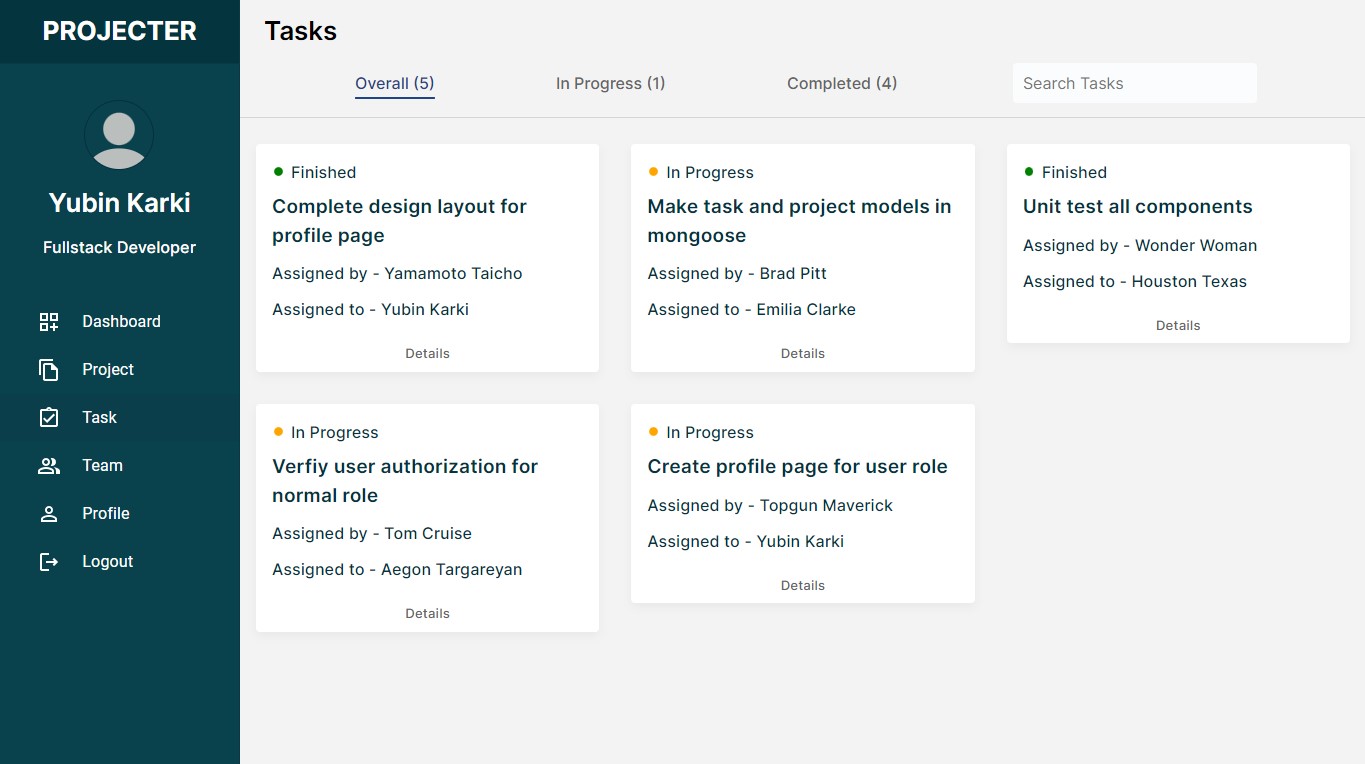 PROJECTER
Yubin Karki
Fullstack Developer
Dashboard
Project
Task
Team
Profile
Logout
Tasks
Overall (5)
In Progress (1)
Completed (4)
Search Tasks
Finished
Complete design layout for
profile page
Assigned by - Yamamoto Taicho
Assigned to - Yubin Karki
Details
In Progress
Make task and project models in
mongoose
Assigned by - Brad Pitt
Assigned to - Emilia Clarke
Details
Finished
Unit test all components
Assigned by - Wonder Woman
Assigned to - Houston Texas
Details
In Progress
Verfiy user authorization for
normal role
Assigned by - Tom Cruise
Assigned to - Aegon Targareyan
Details
In Progress
Create profile page for user role
Assigned by - Topgun Maverick
Assigned to - Yubin Karki
Details